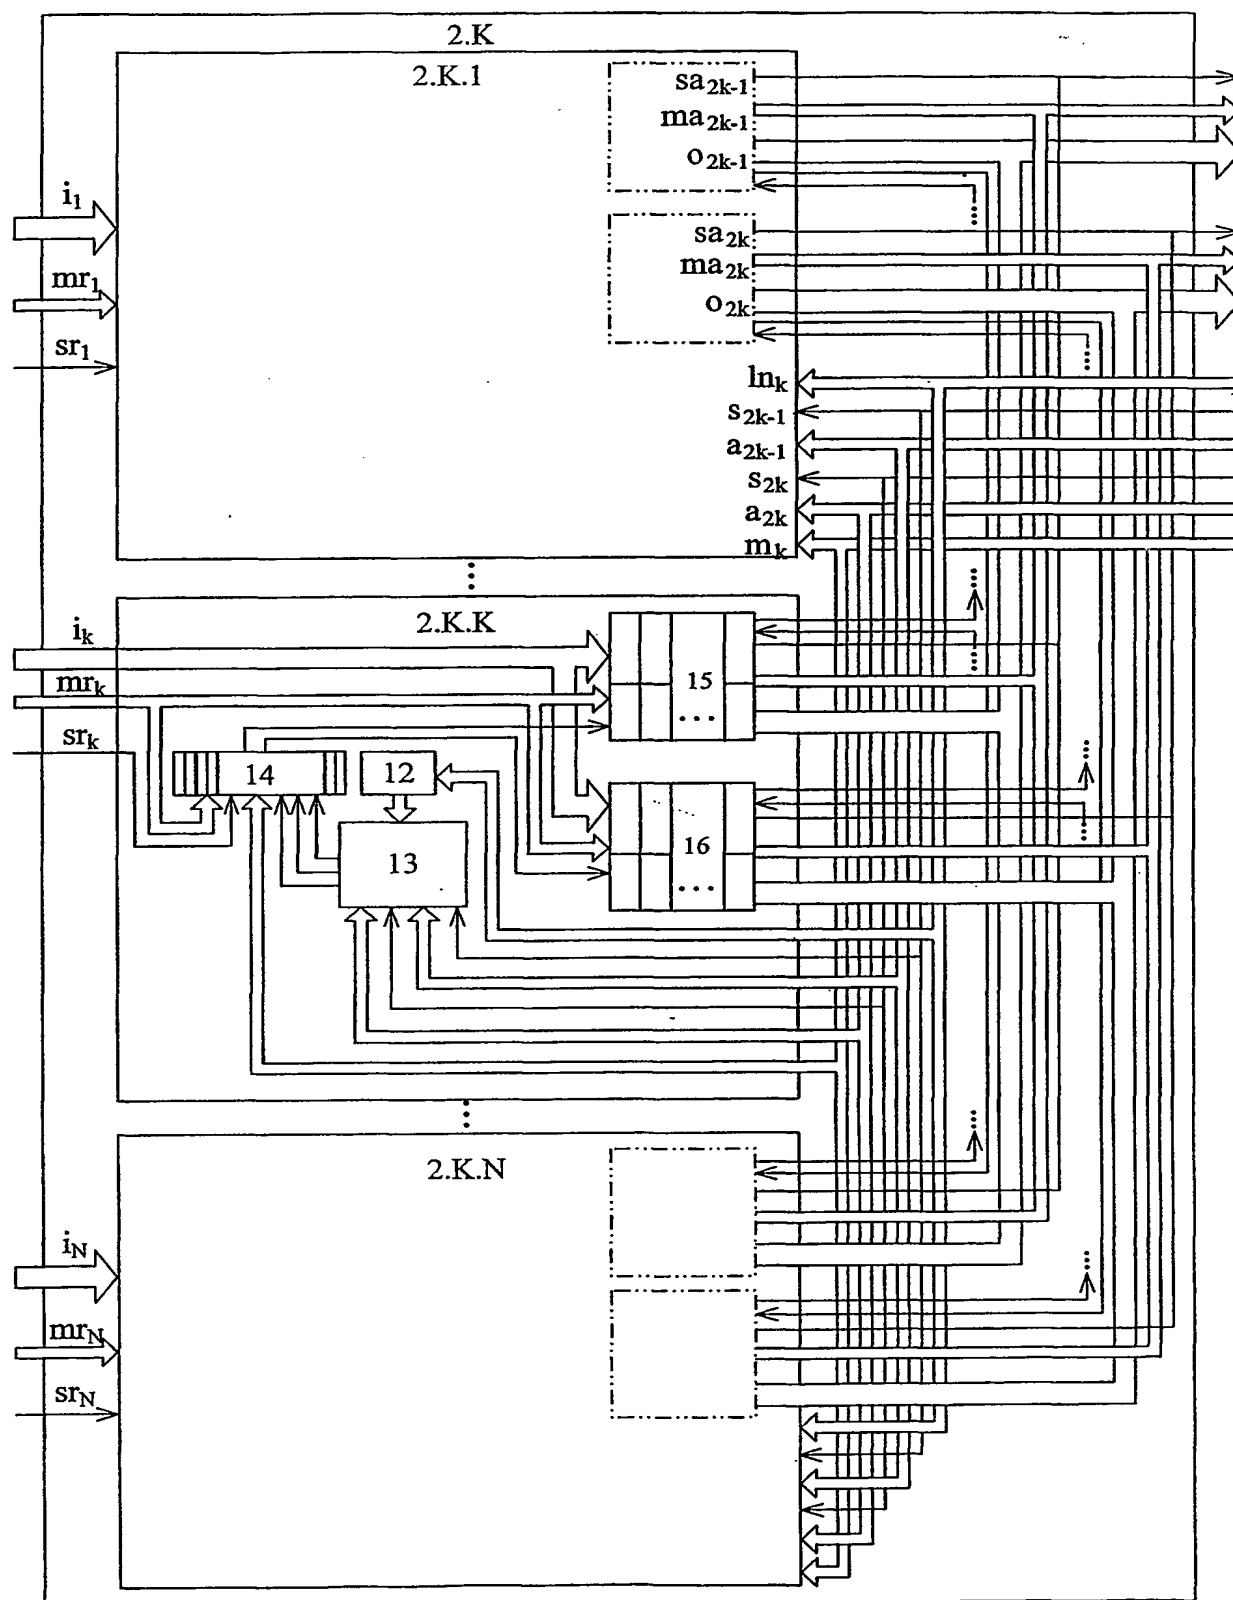 2.K
2.K.1
sa2k-1
ma2k-1
o2k-1
i1
sa2k
ma2k
mr1
o2k
sr1
lnk
s2k-1
a2k-1
s2k
a2k
mk
2.K.K
ik
mrk
15
srk
14
12
16
13
2.K.N
iN
mrN
srN